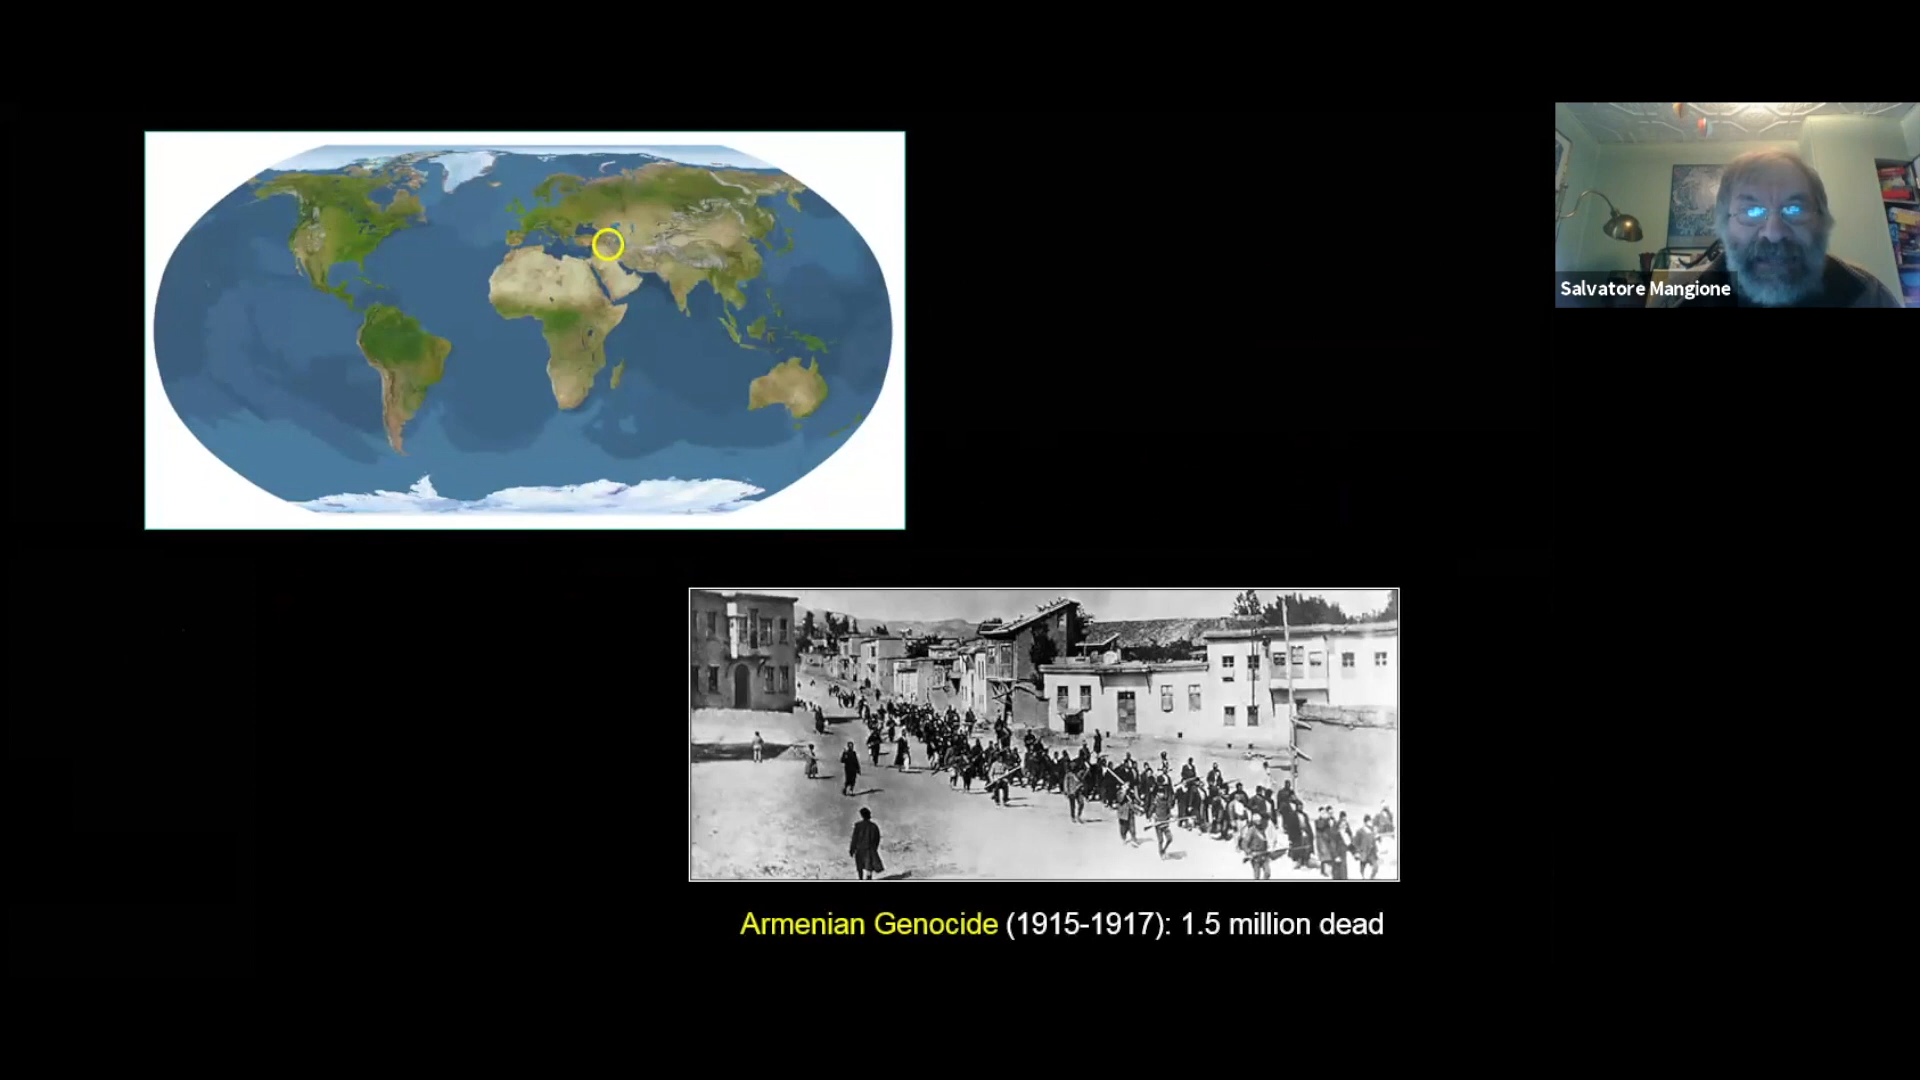 Salvatore Mangione
Armenian Genocide (1915-1917): 1.5 million dead